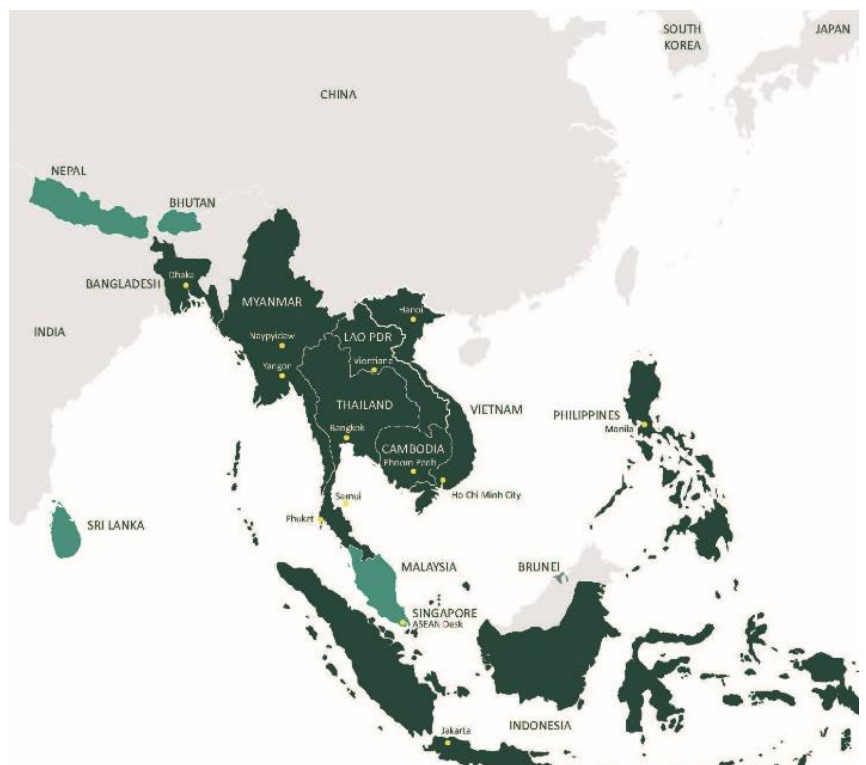 SOUTH
KOREA
JAPAN
CHINA
NEPAL
BHUTAN
Dhaka
BANGLADESH
MYANMAR
Hanoi
INDIA
Naypyidaw
LAO PDR
Yangon
Vientiane
THAILAND
VIETNAM
PHILIPPINES
Manila
Bangkok
CAMBODIA
Phnom Panh
Samui
Ho Chi Minh City
Phuket
SRI LANKA
MALAYSIA
BRUNEI
SINGAPORE
ASEAN Desk
INDONESIA
Jakarta